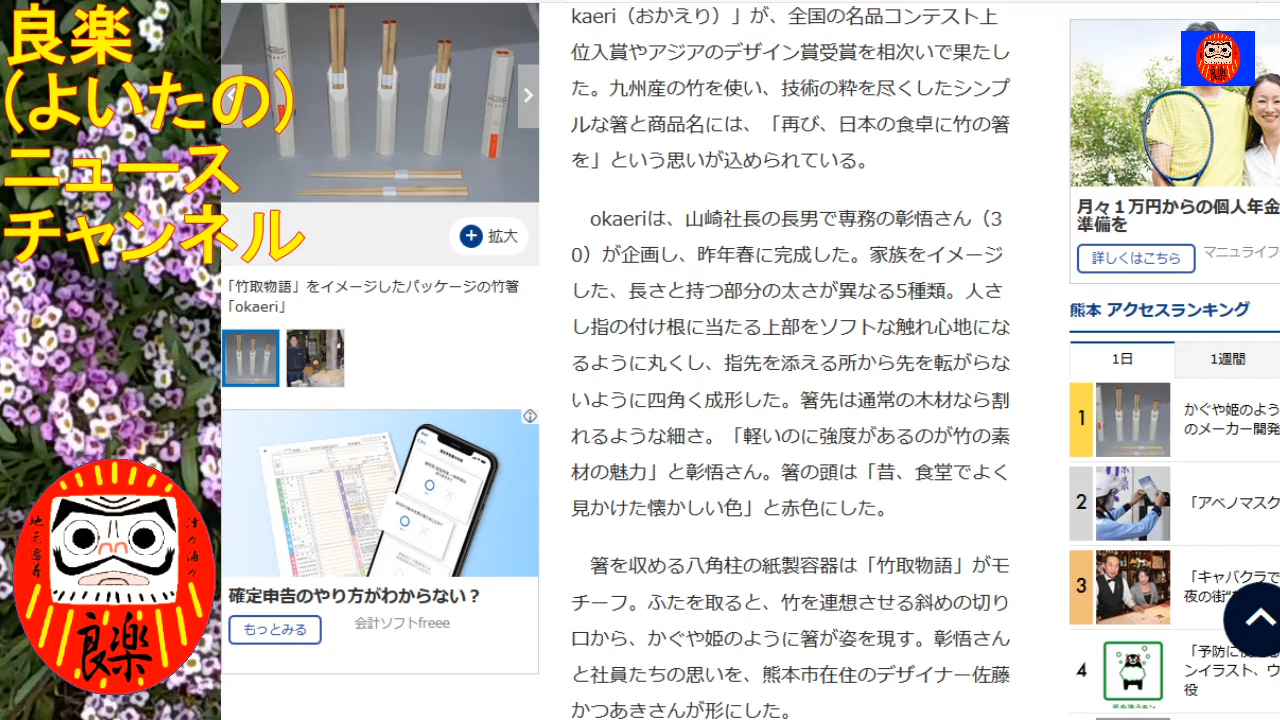 良楽
(よいたの)
ニュース
チャンネル
地元密着
津々浦々
良楽
拡大
「竹取物語」をイメージしたパッケージの竹箸
「okaeri」
確定申告のやり方がわからない？
もっとみる
会計ソフトfreee
kaeri（おかえり）」が、全国の名品コンテスト上
位入賞やアジアのデザイン賞受賞を相次いで果たし
た。九州産の竹を使い、技術の粋を尽くしたシンプ
ルな箸と商品名には、「再び、日本の食卓に竹の箸
を」という思いが込められている。
okaeriは、山崎社長の長男で専務の彰悟さん（3
0）が企画し、昨年春に完成した。家族をイメージ
した、長さと持つ部分の太さが異なる5種類。人さ
し指の付け根に当たる上部をソフトな触れ心地にな
るように丸くし、指先を添える所から先を転がらな
いように四角く成形した。箸先は通常の木材なら割
れるような細さ。「軽いのに強度があるのが竹の素
材の魅力」と彰悟さん。箸の頭は「昔、食堂でよく
見かけた懐かしい色」と赤色にした。
箸を収める八角柱の紙製容器は「竹取物語」がモ
チーフ。ふたを取ると、竹を連想させる斜めの切り
口から、かぐや姫のように箸が姿を現す。彰悟さん
と社員たちの思いを、熊本市在住のデザイナー佐藤
かつあきさんが形にした。
月々１万円からの個人年金
準備を
詳しくはこちら
マニュライフ
熊本 アクセスランキング
1日
1週間
1
かぐや姫のよう
のメーカー開発
2
「アベノマスク
3
「キャバクラで
夜の街“
4
「予防に
ンイラスト、ウ
役